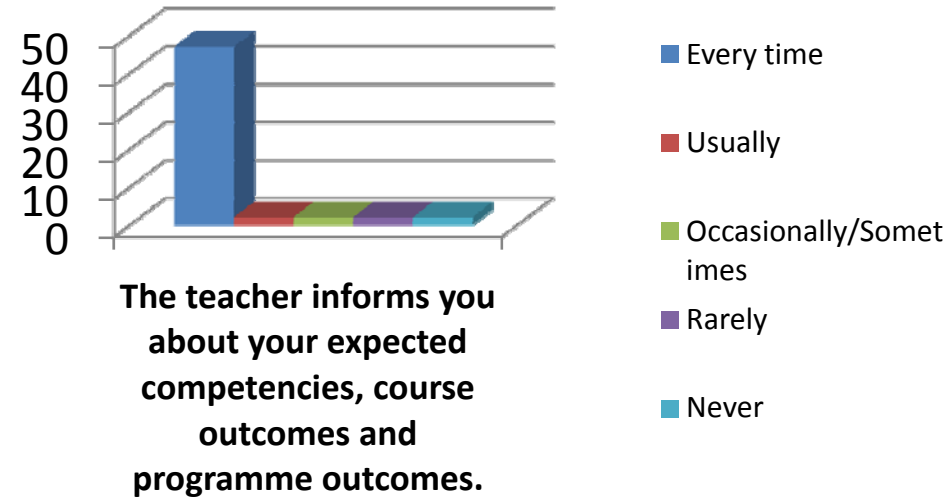 50
40
30
20
10
0
The teacher informs you
about your expected
competencies, course
outcomes and
programme outcomes.
Every time
Usually
Occasionally/Somet
imes
Rarely
Never